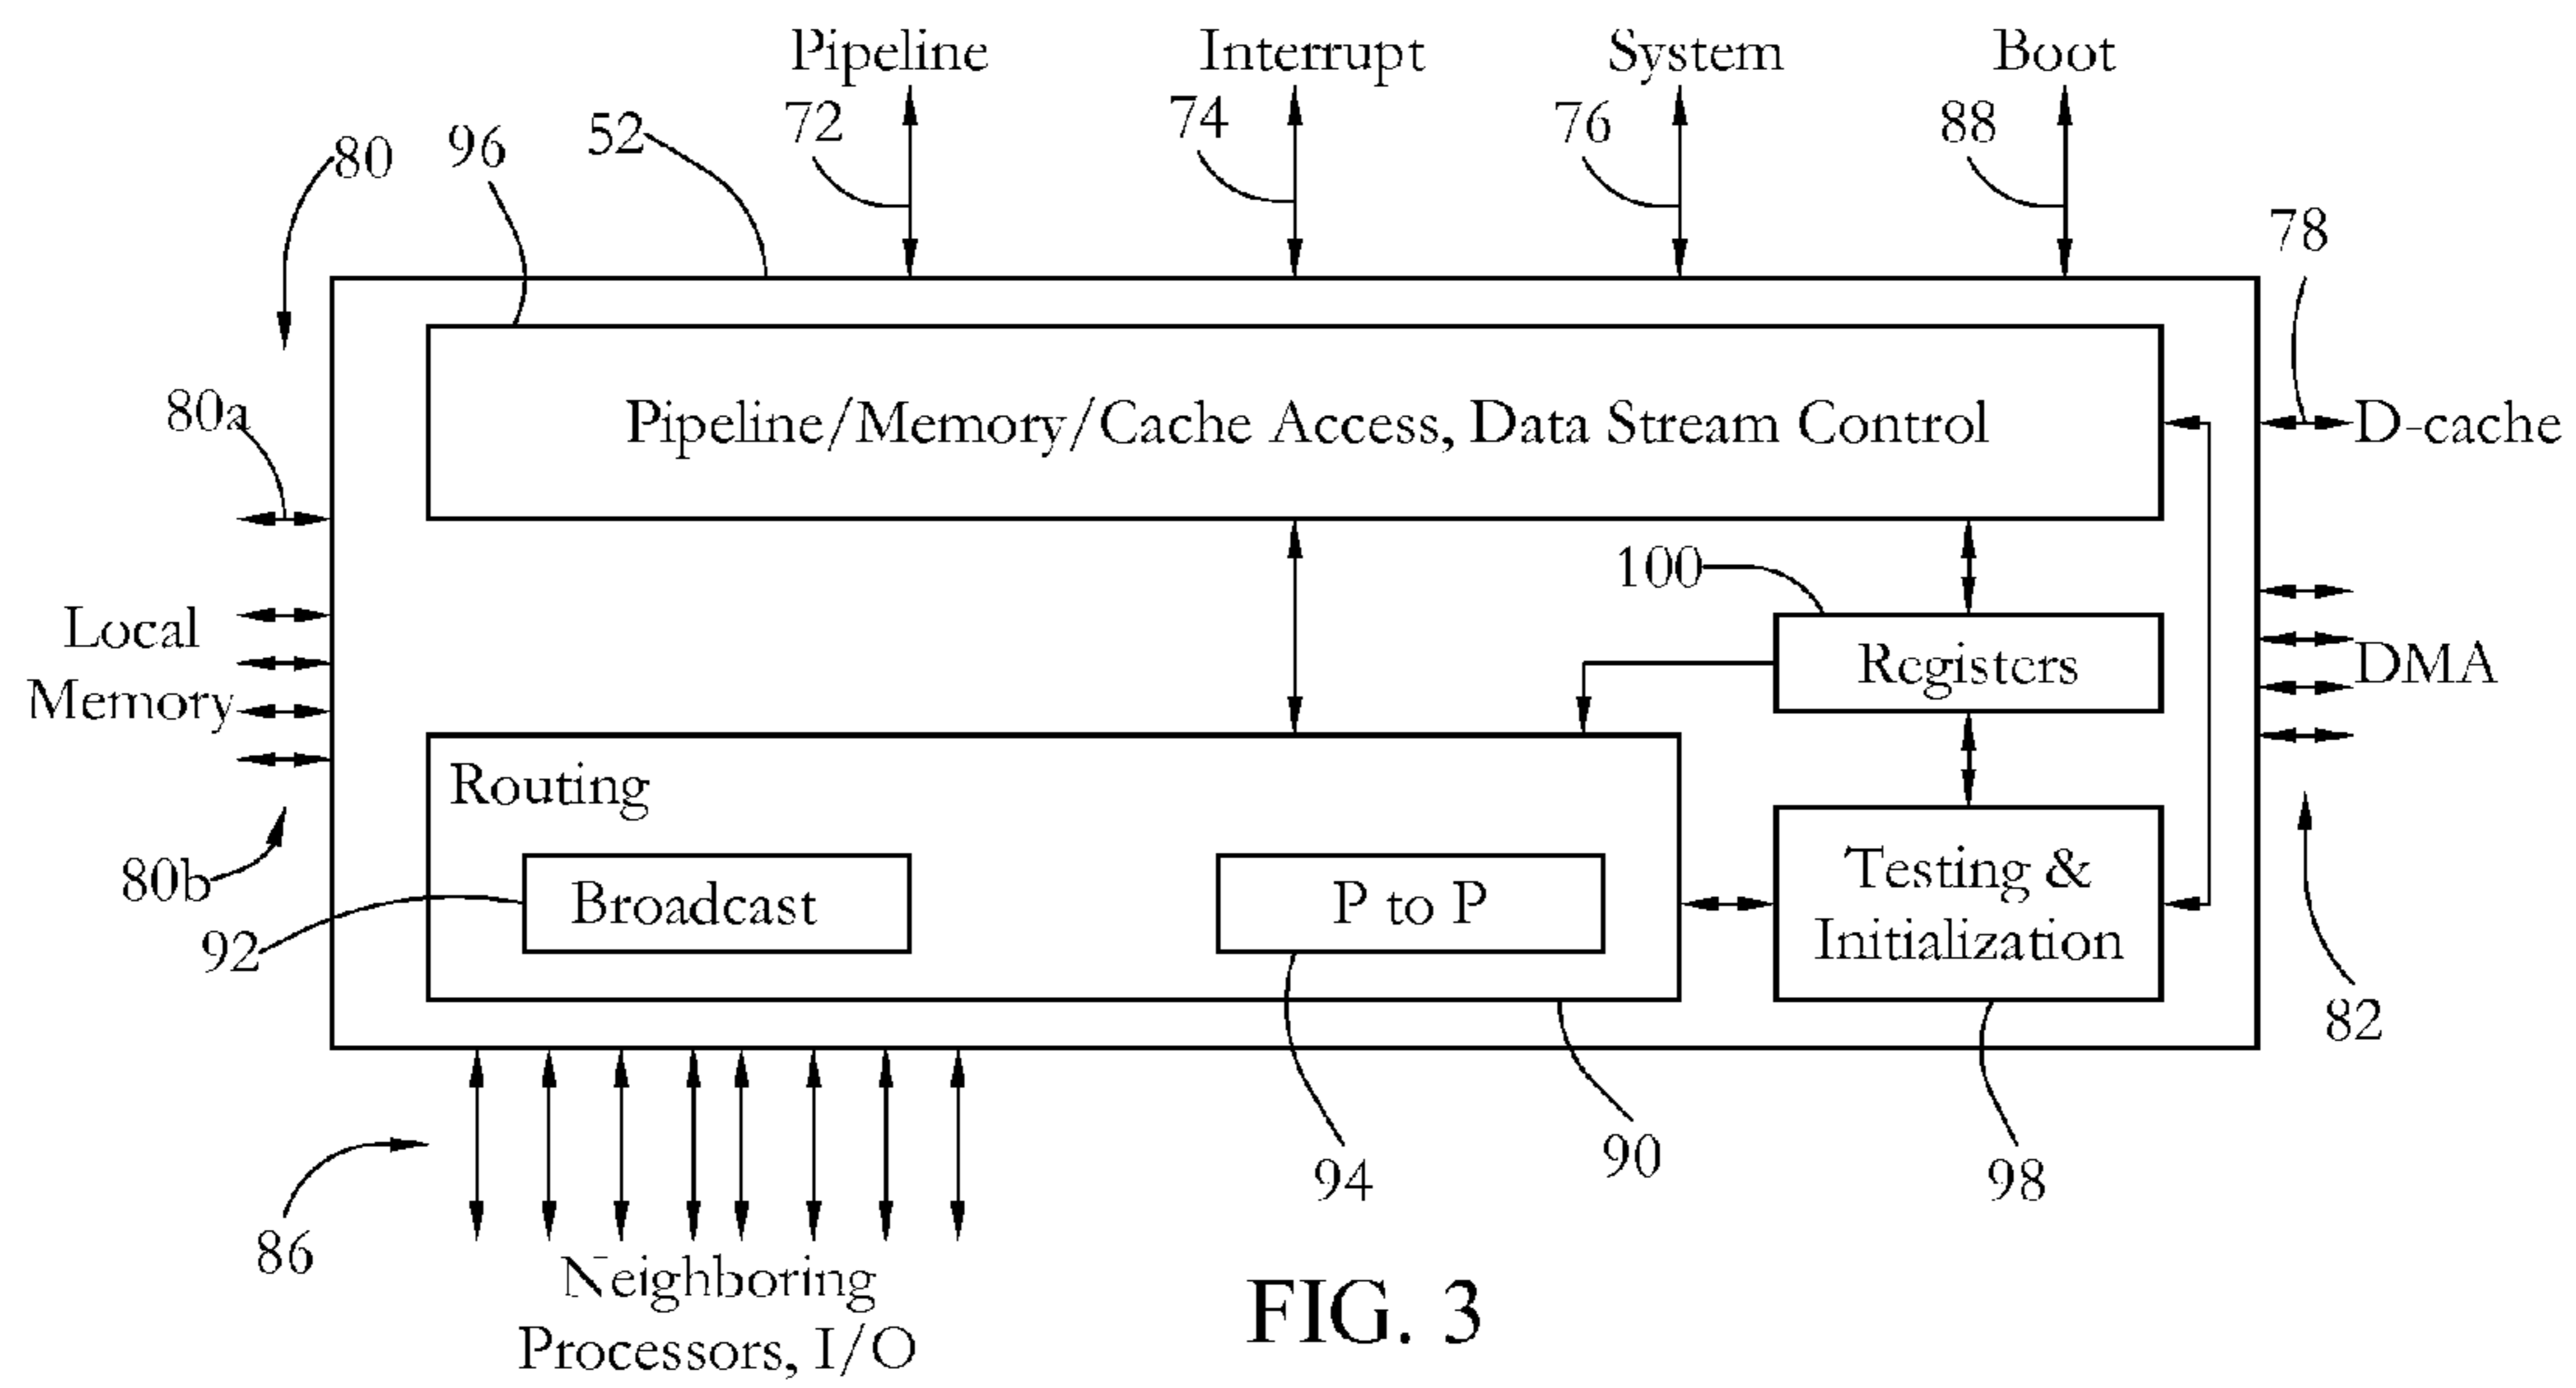 Pipeline
Interrupt
System
Boot
72
74
76
88
80
96
52
78
80a
Pipeline/Memory/Cache Access, Data Stream Control
D-cache
100
Local
Memory
Registers
DMA
Routing
80b
92
Broadcast
P to P
Testing &
Initialization
82
86
94
90
98
Neighboring
Processors, I/O
FIG. 3